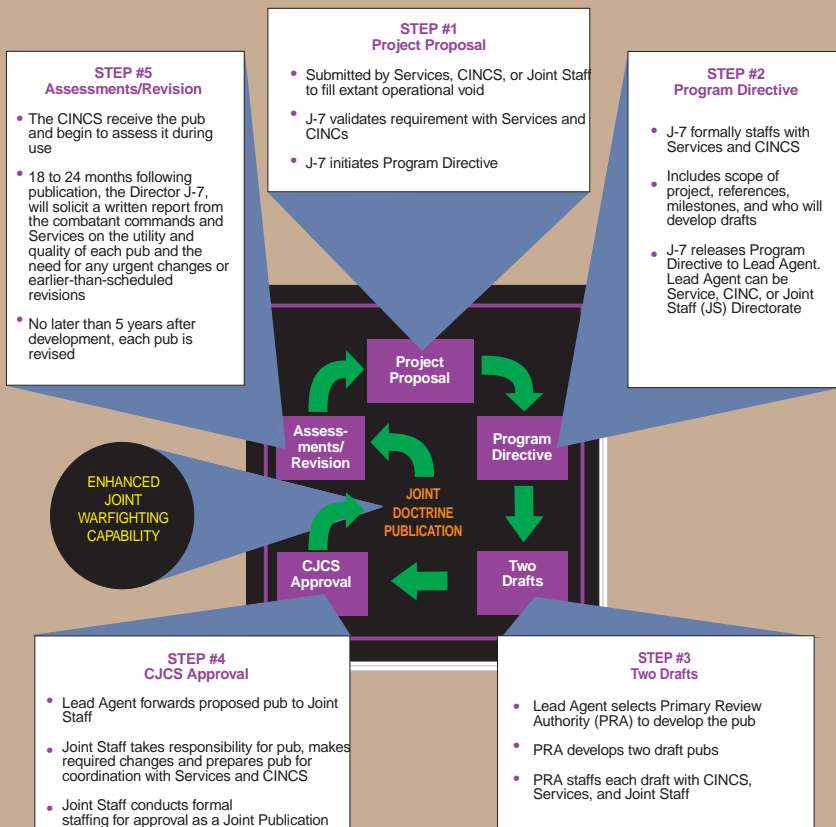 STEP #1
Project Proposal
• Submitted by Services, CINCS, or Joint Staff
to fill extant operational void
• J-7 validates requirement with Services and
CINCs
• J-7 initiates Program Directive
STEP #2
Program Directive
• J-7 formally staffs with
Services and CINCS
• Includes scope of
project, references,
milestones, and who will
develop drafts
• J-7 releases Program
Directive to Lead Agent.
Lead Agent can be
Service, CINC, or Joint
Staff (JS) Directorate
STEP #5
Assessments/Revision
• The CINCS receive the pub
and begin to assess it during
use
• 18 to 24 months following
publication, the Director J-7,
will solicit a written report from
the combatant commands and
Services on the utility and
quality of each pub and the
need for any urgent changes or
earlier-than-scheduled
revisions
• No later than 5 years after
development, each pub is
revised
Project
Proposal
Assess-
ments/
Revision
Program
Directive
ENHANCED
JOINT
WARFIGHTING
CAPABILITY
JOINT
DOCTRINE
PUBLICATION
CJCS
Approval
Two
Drafts
STEP #4
CJCS Approval
• Lead Agent forwards proposed pub to Joint
Staff
• Joint Staff takes responsibility for pub, makes
required changes and prepares pub for
coordination with Services and CINCS
• Joint Staff conducts formal
staffing for approval as a Joint Publication
STEP #3
Two Drafts
• Lead Agent selects Primary Review
Authority (PRA) to develop the pub
• PRA develops two draft pubs
• PRA staffs each draft with CINCS,
Services, and Joint Staff